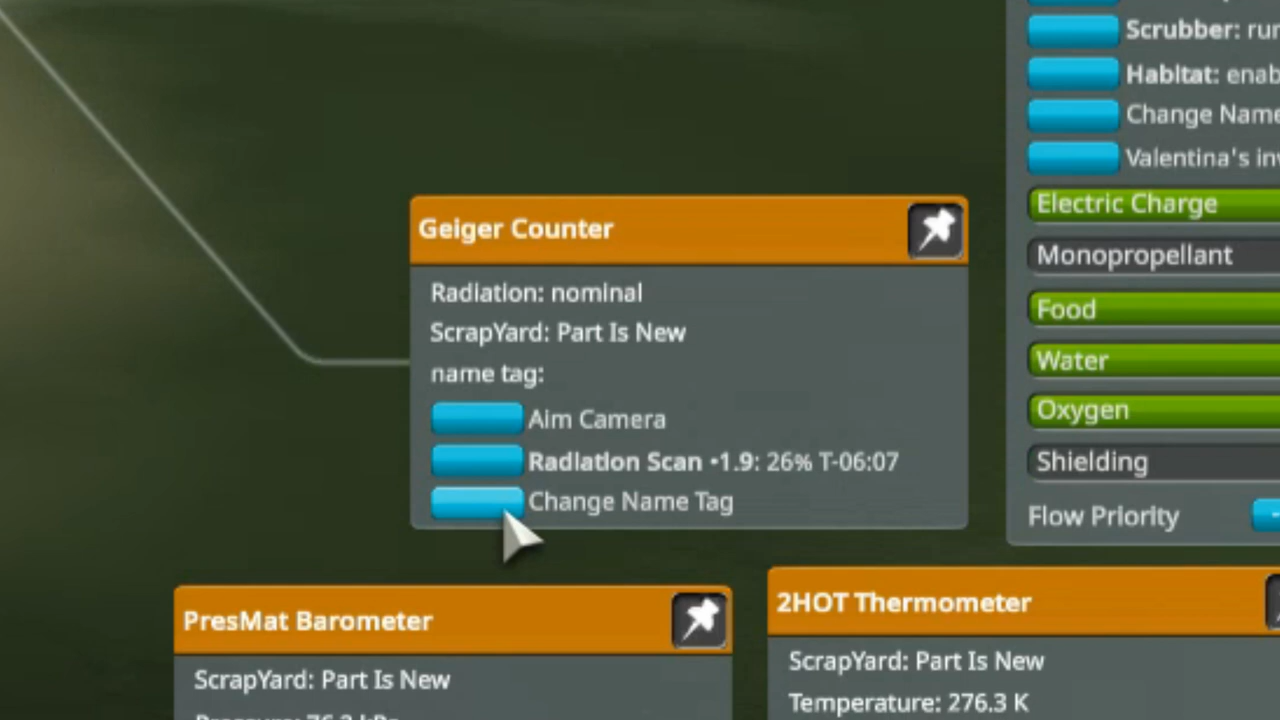 Scrubber:
Habitat:
Change Name
Valentina's
Electric Charge
Monopropellant
Food
Water
Oxygen
Shielding
Flow Priority
Geiger Counter
Radiation: nominal
ScrapYard: Part Is New
name tag:
Aim Camera
Radiation Scan •1.9: 26% T-06:07
Change Name Tag
PresMat Barometer
ScrapYard: Part Is New
2HOT Thermometer
ScrapYard: Part Is New
Temperature: 276.3 K